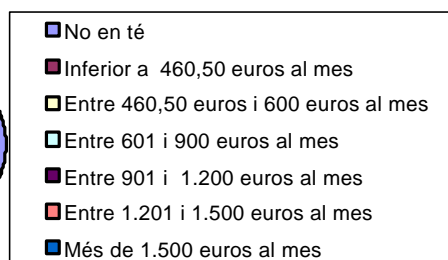 No en té
Inferior a  460,50 euros al mes
Entre 460,50 euros i 600 euros al mes
Entre 601 i 900 euros al mes
Entre 901 i  1.200 euros al mes
Entre 1.201 i 1.500 euros al mes
Més de 1.500 euros al mes